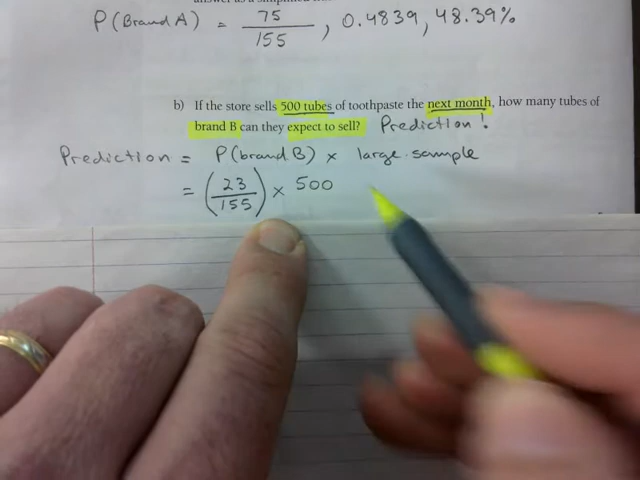 P(Brand A) = 75/155, 0.4839, 48.39%
b) If the store sells 500 tubes of toothpaste the next month, how many tubes of
brand B can they expect to sell? Prediction!
Prediction = P(brand B) × large sample
= (23/155) × 500